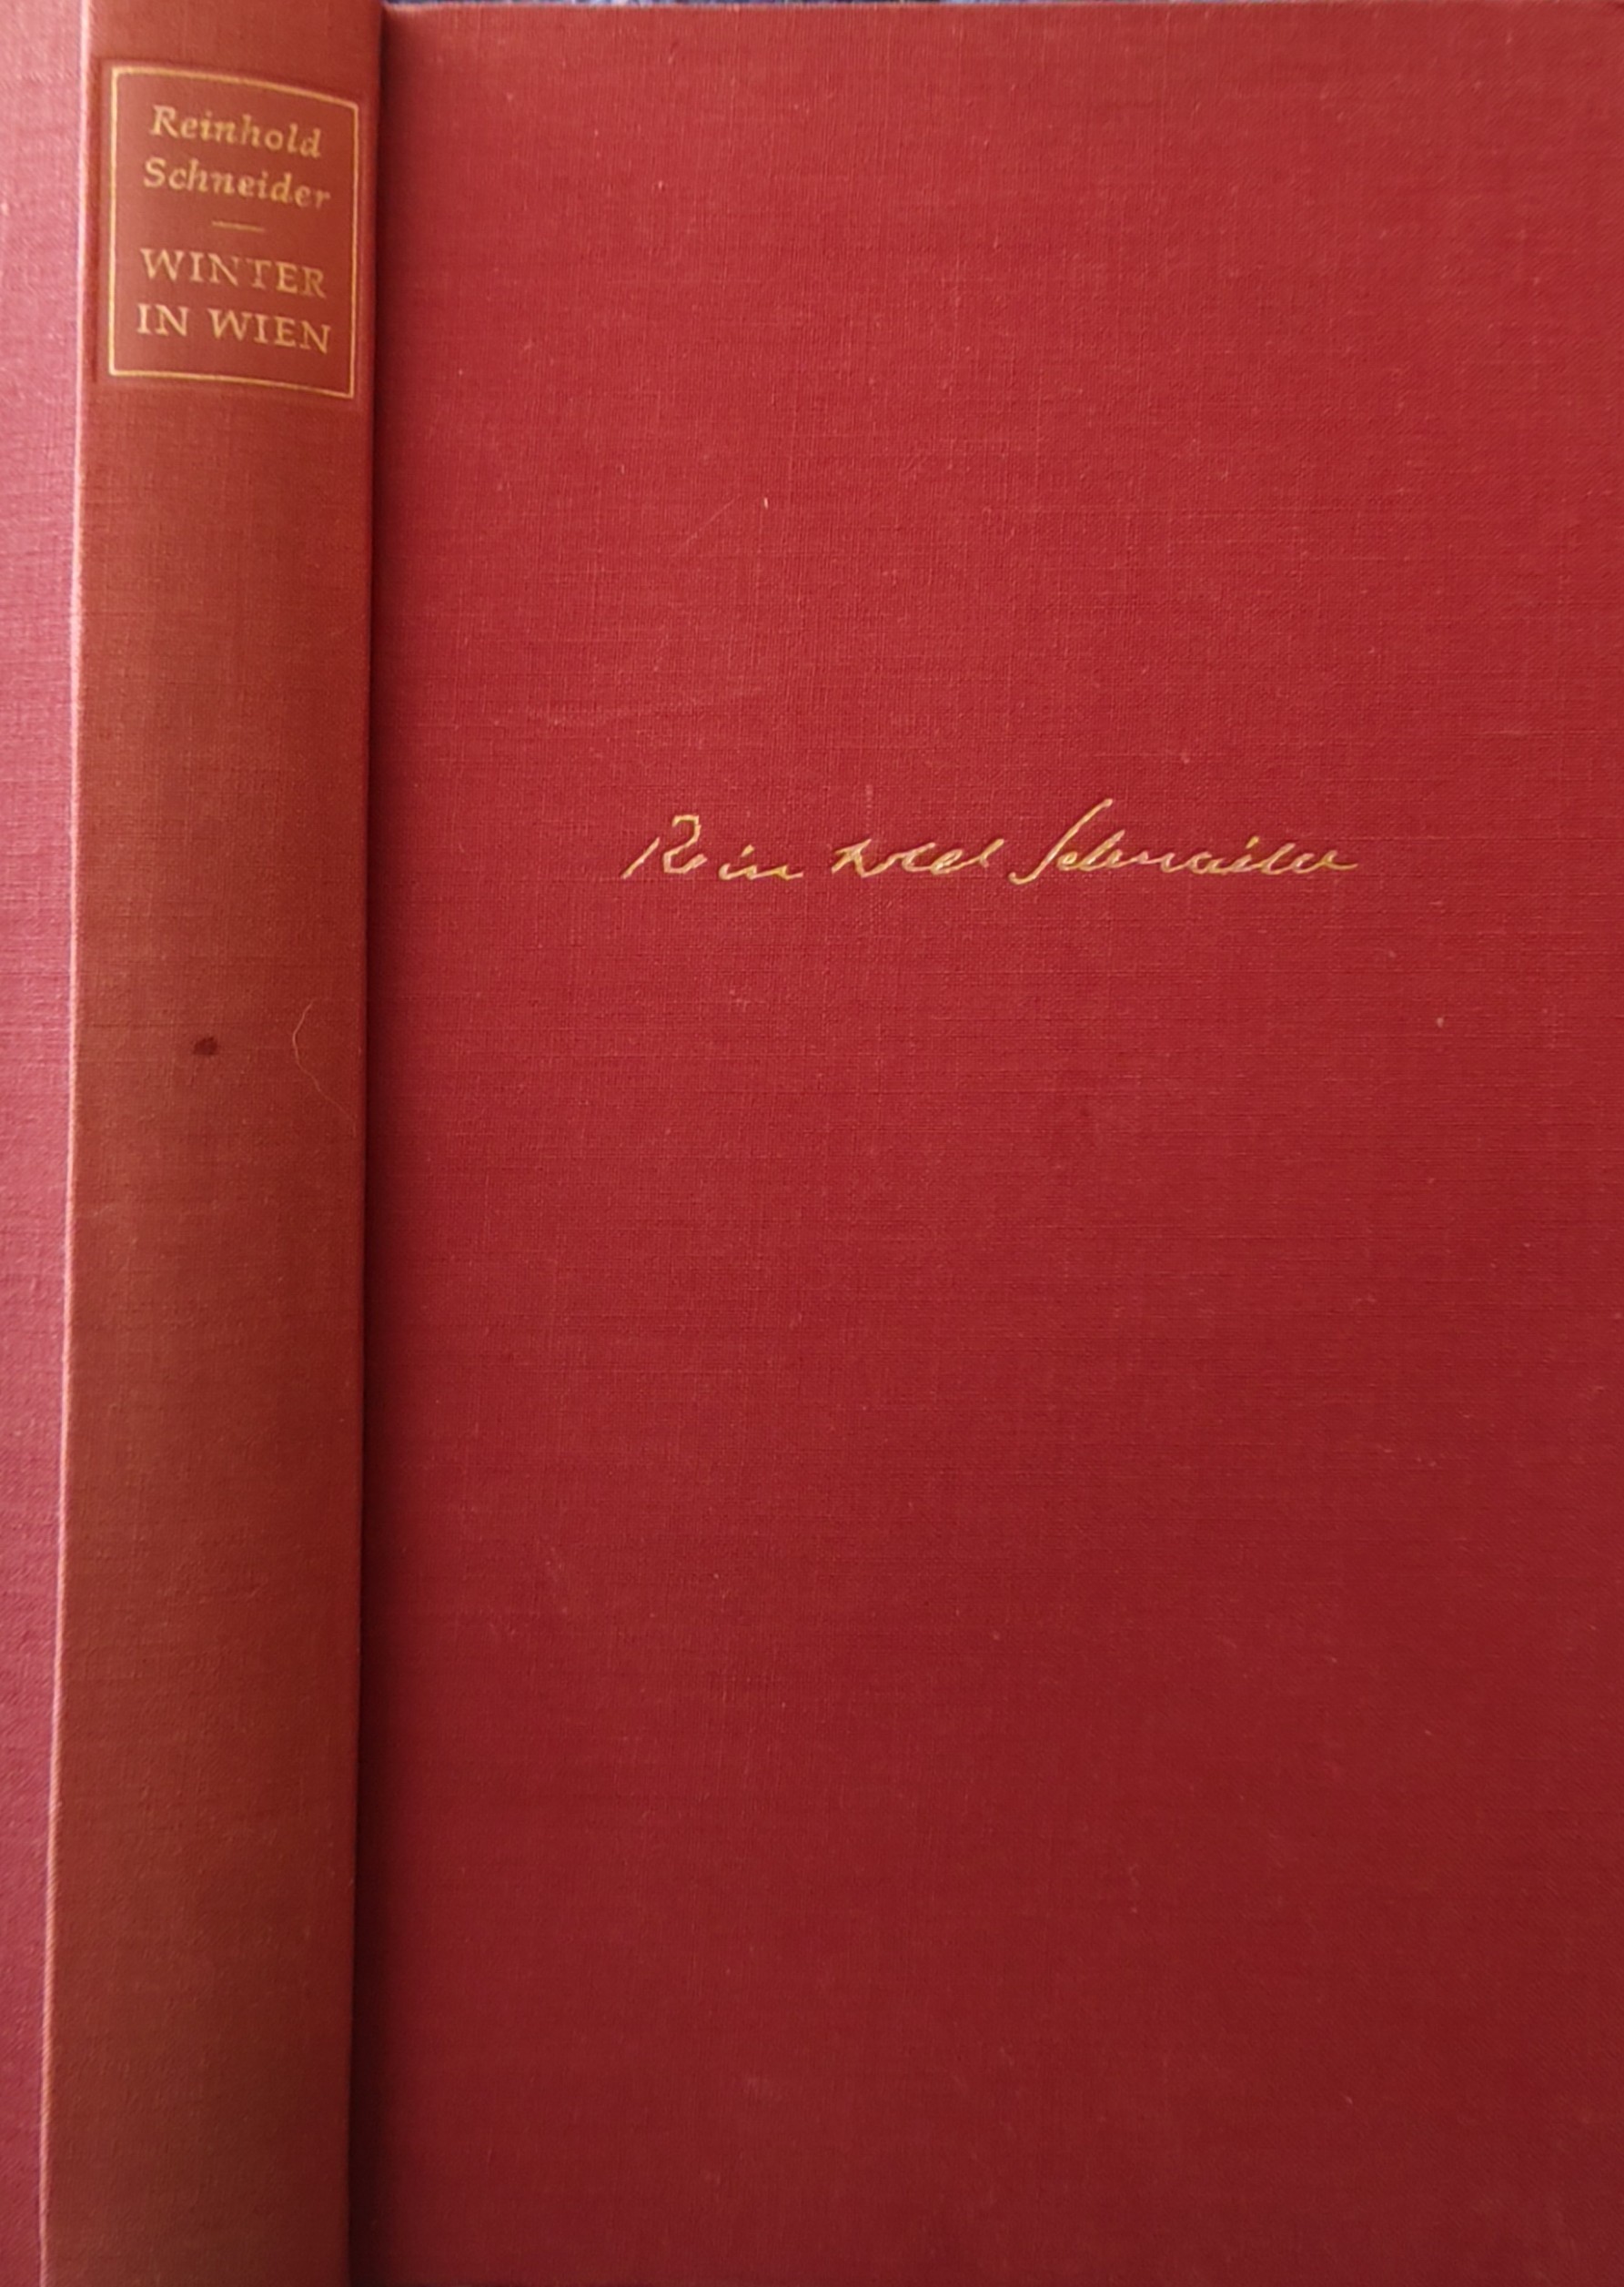 Reinhold
Schneider
WINTER
IN WIEN
Reinhold Schneider